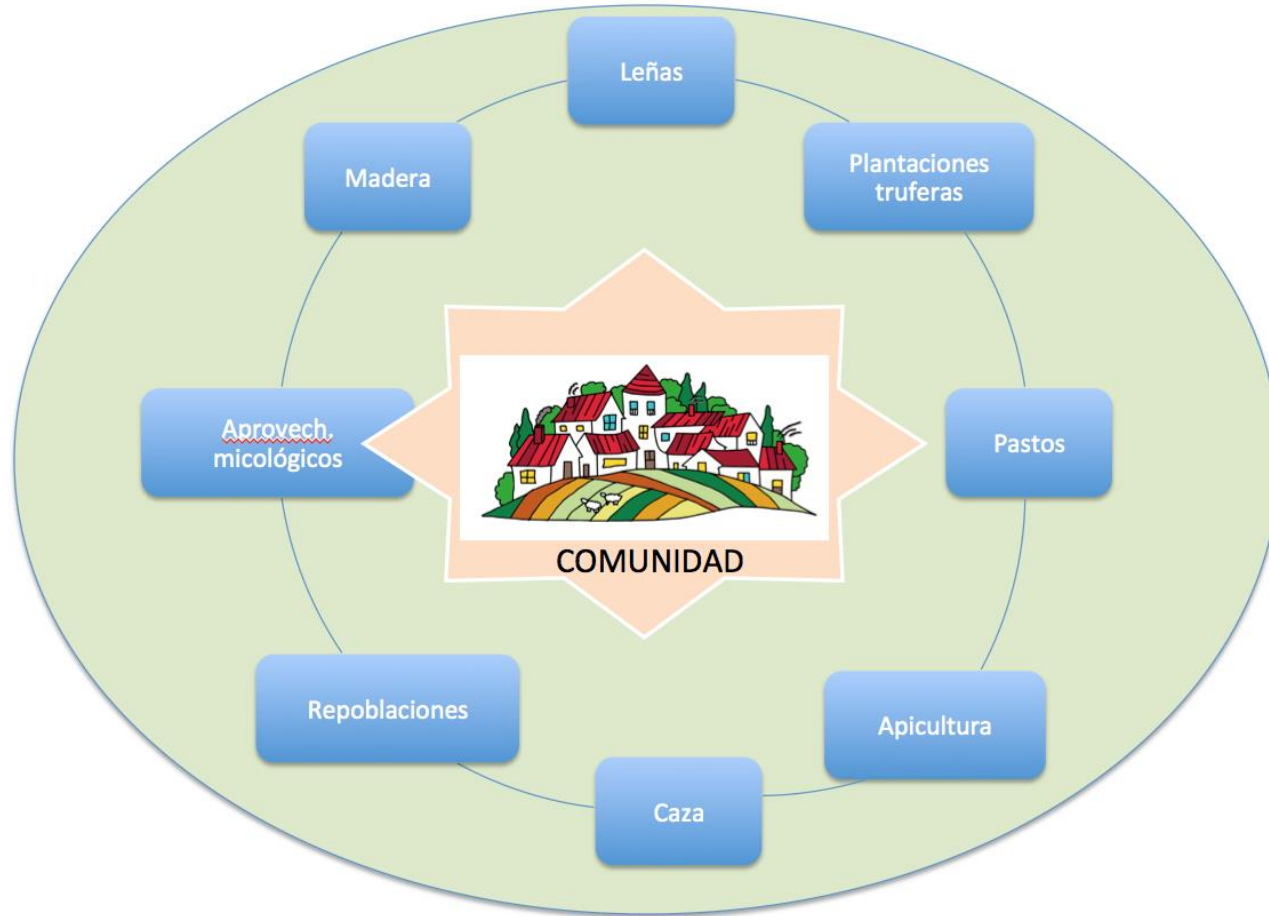 Leñas
Plantaciones
truferas
Madera
Aprovech.
micológicos
Pastos
COMUNIDAD
Repoblaciones
Apicultura
Caza